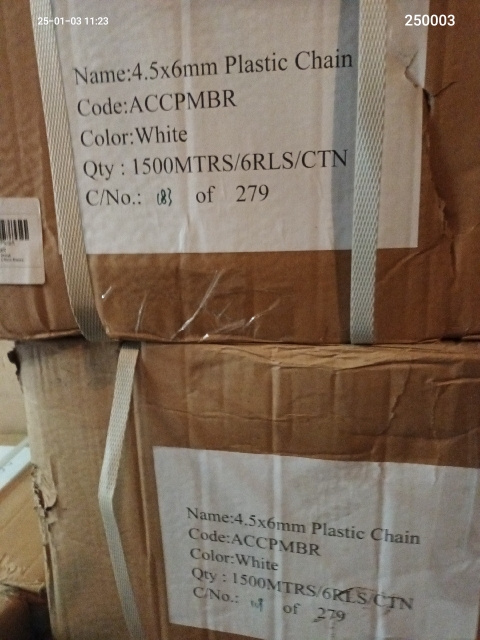 25-01-03 11:23
250003
Name:4.5x6mm Plastic Chain
Code:ACCPMBR
Color:White
Qty : 1500MTRS/6RLS/CTN
C/No.: 183 of 279
Name:4.5x6mm Plastic Chain
Code:ACCPMBR
Color:White
Qty : 1500MTRS/6RLS/CTN
C/No.: of 279